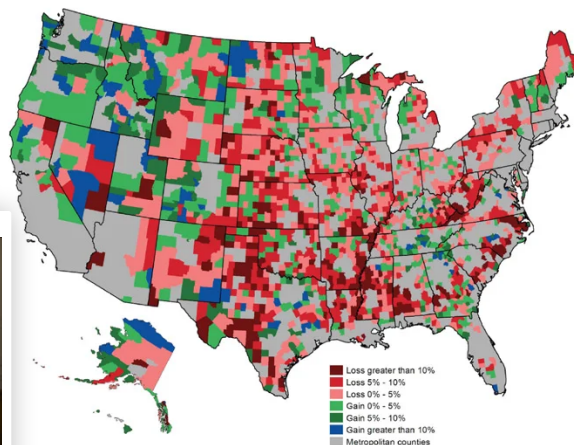 Loss greater than 10%
Loss 5% - 10%
Loss 0% - 5%
Gain 0% - 5%
Gain 5% - 10%
Gain greater than 10%
Metropolitan counties